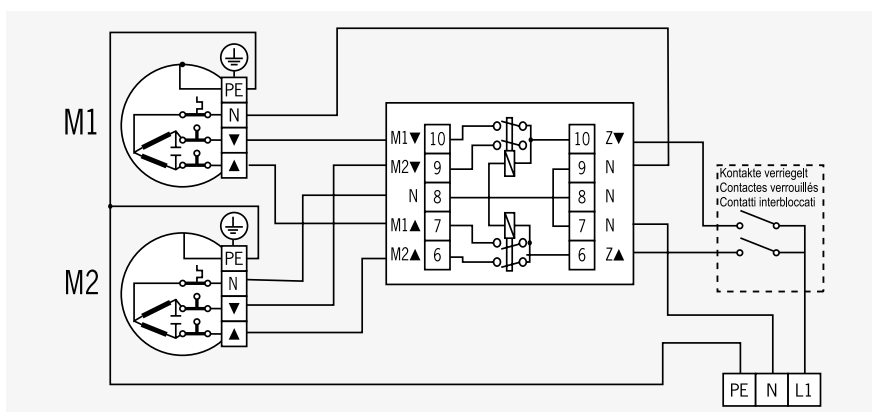 M1
PE
N
▼
▲
M2
PE
N
▼
▲
M1▼ 10
M2▼ 9
N 8
M1▲ 7
M2▲ 6
10 Z▼
9 N
8 N
7 N
6 Z▲
Kontakte verriegelt
Contactes verrouillés
Contatti interbloccati
PE N L1